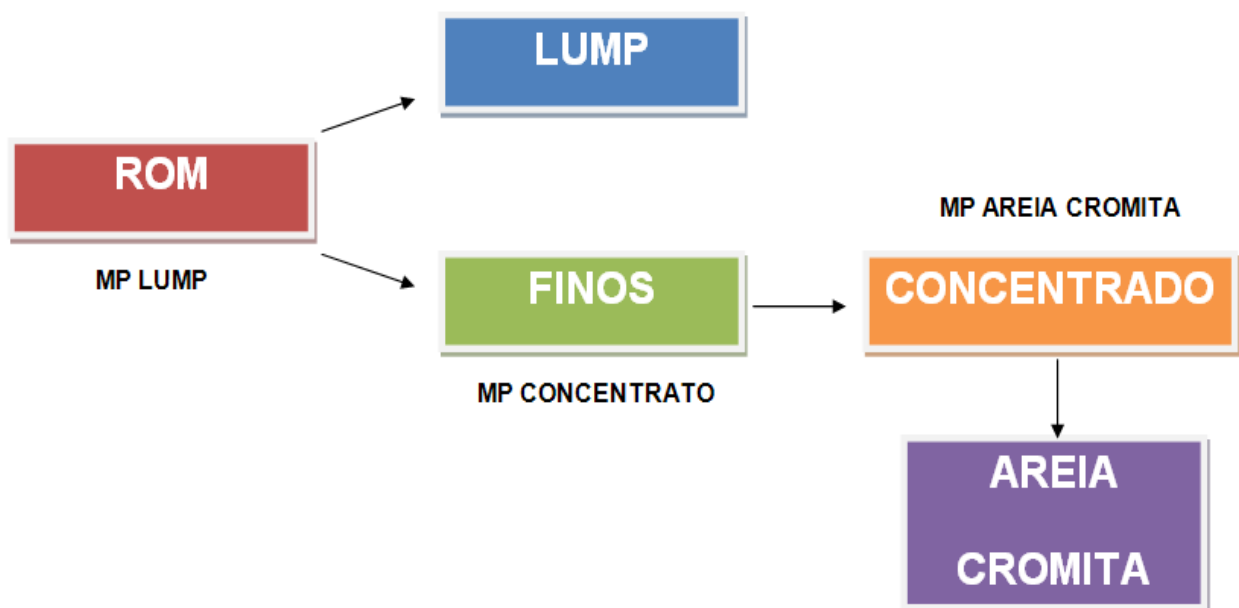 LUMP
ROM
MP LUMP
MP AREIA CROMITA
FINOS
CONCENTRADO
MP CONCENTRATO
AREIA
CROMITA